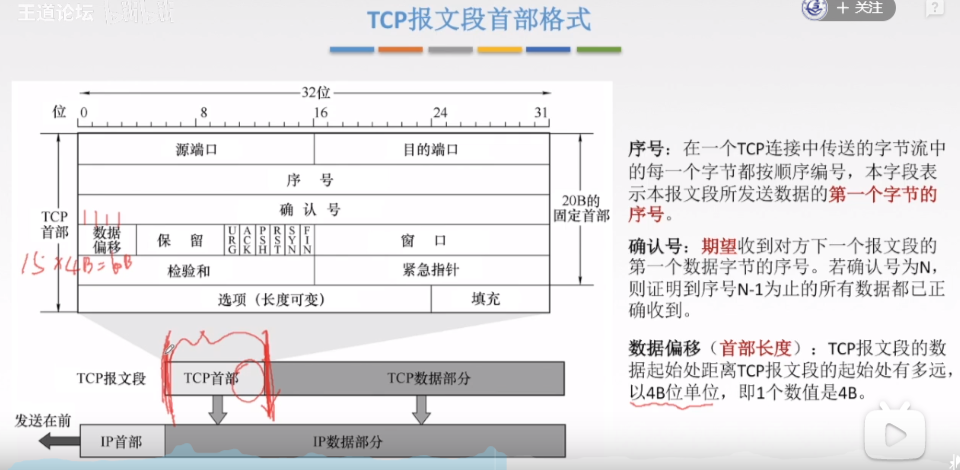 王道论坛
+ 关注
?
TCP报文段首部格式
32位
位 0 8 16 24 31
源端口 目的端口
序 号
确 认 号
TCP
首部
1111
数据
偏移
保 留
URG
ACK
PSH
RST
SYN
FIN
窗 口
20B的
固定首部
15×4B=60B
检验和 紧急指针
选项（长度可变） 填充
TCP报文段 TCP首部 TCP数据部分
发送在前
IP首部 IP数据部分
序号：在一个TCP连接中传送的字节流中
的每一个字节都按顺序编号，本字段表
示本报文段所发送数据的第一个字节的
序号。
确认号：期望收到对方下一个报文段的
第一个数据字节的序号。若确认号为N，
则证明到序号N-1为止的所有数据都已正
确收到。
数据偏移（首部长度）：TCP报文段的数
据起始处距离TCP报文段的起始处有多远，
以4B位单位，即1个数值是4B。